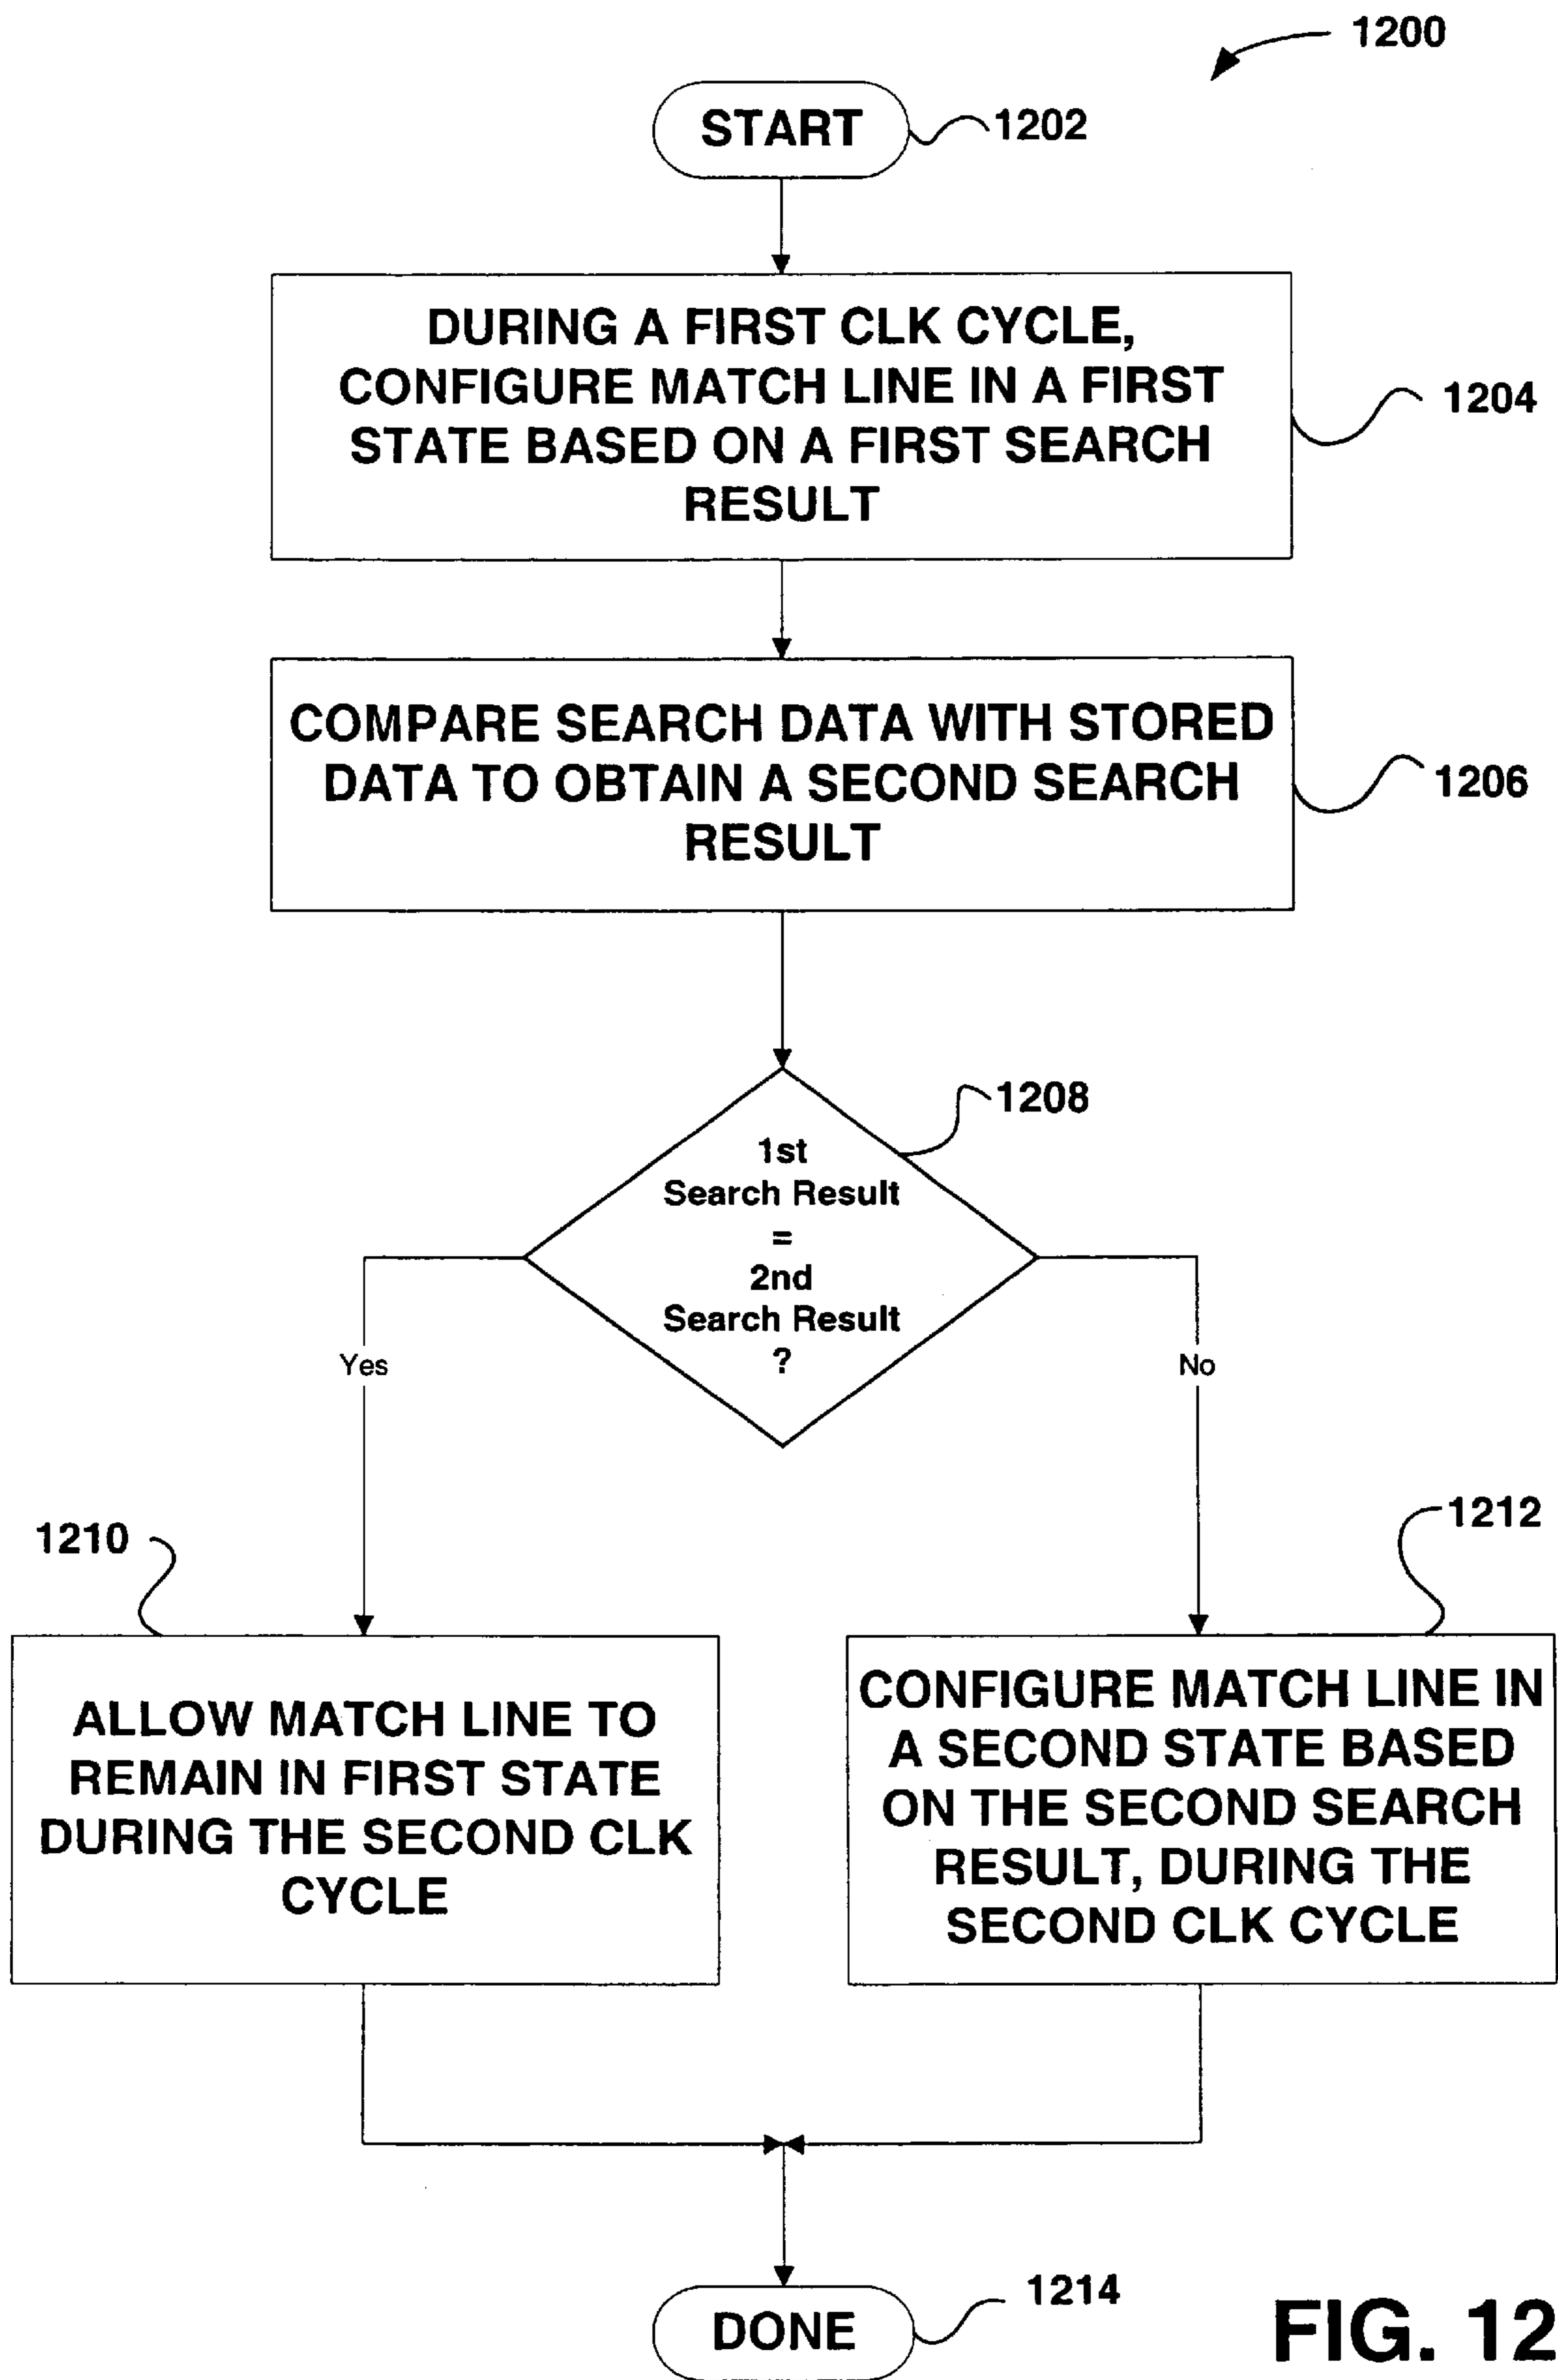 1200
START
1202
DURING A FIRST CLK CYCLE,
CONFIGURE MATCH LINE IN A FIRST
STATE BASED ON A FIRST SEARCH
RESULT
1204
COMPARE SEARCH DATA WITH STORED
DATA TO OBTAIN A SECOND SEARCH
RESULT
1206
1208
1st
Search Result
=
2nd
Search Result
?
Yes
No
1210
1212
ALLOW MATCH LINE TO
REMAIN IN FIRST STATE
DURING THE SECOND CLK
CYCLE
CONFIGURE MATCH LINE IN
A SECOND STATE BASED
ON THE SECOND SEARCH
RESULT, DURING THE
SECOND CLK CYCLE
DONE
1214
FIG. 12